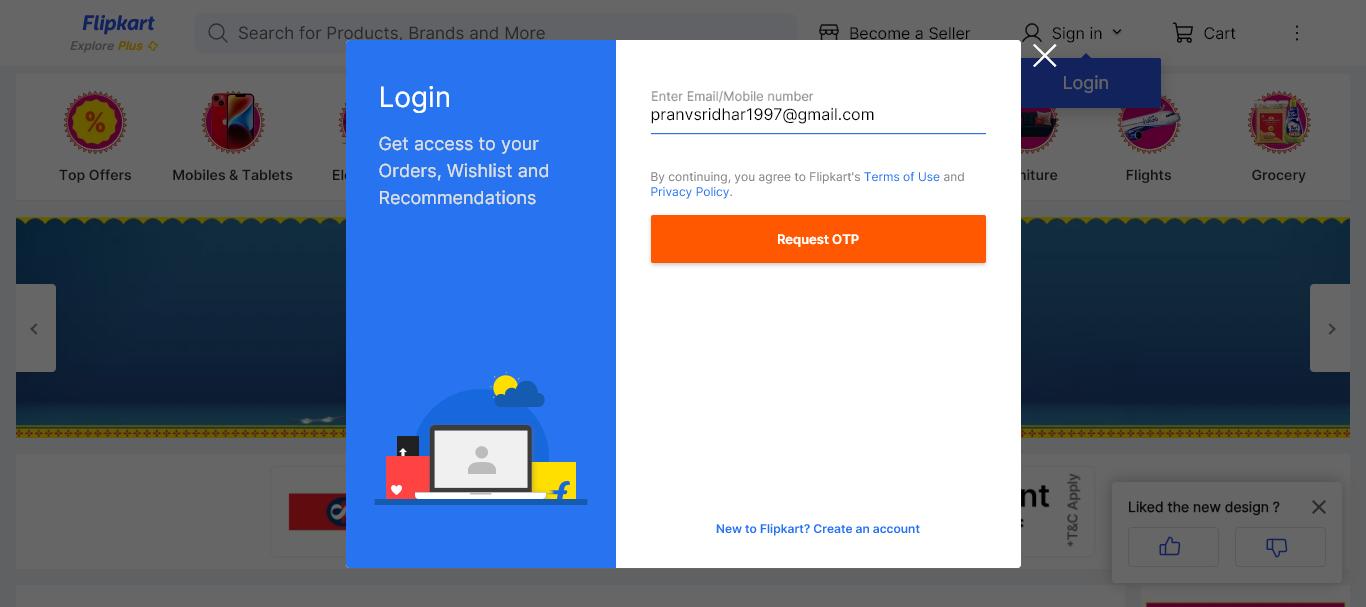 Flipkart
Explore Plus
Search for Products, Brands and More
Become a Seller
Sign in
Cart
Login
Top Offers
Mobiles & Tablets
Flights
Grocery
Login
Get access to your
Orders, Wishlist and
Recommendations
Enter Email/Mobile number
pranvsridhar1997@gmail.com
By continuing, you agree to Flipkart's Terms of Use and
Privacy Policy.
Request OTP
New to Flipkart? Create an account
*T&C Apply
Liked the new design ?